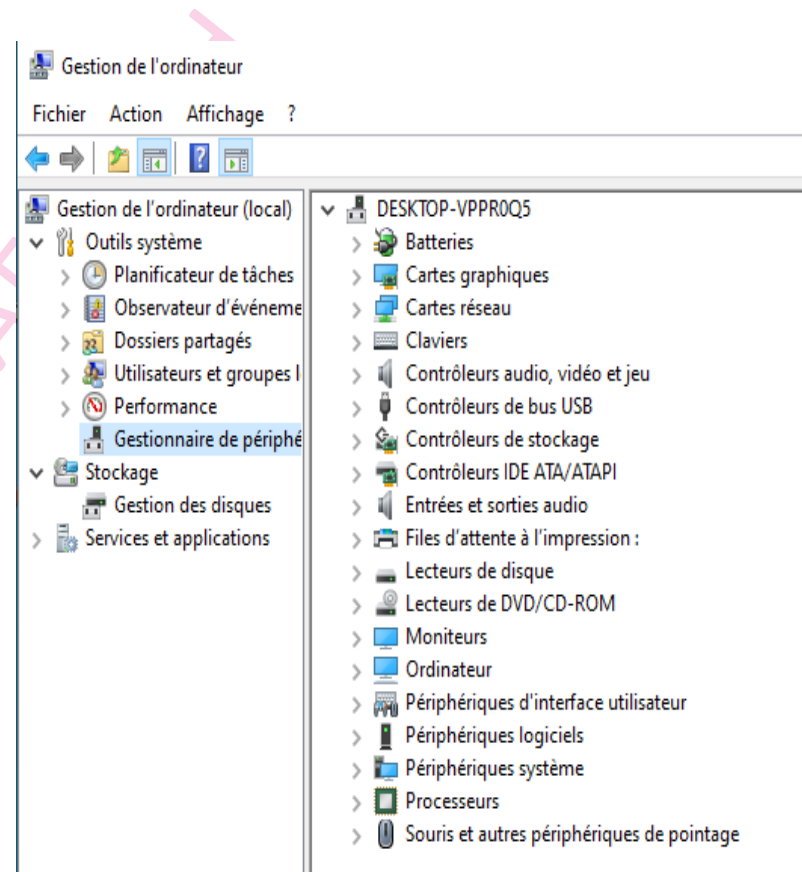 Gestion de l'ordinateur
Fichier Action Affichage ?
Gestion de l'ordinateur (local)
Outils système
Planificateur de tâches
Observateur d'événeme
Dossiers partagés
Utilisateurs et groupes l
Performance
Gestionnaire de périphé
Stockage
Gestion des disques
Services et applications
DESKTOP-VPPR0Q5
Batteries
Cartes graphiques
Cartes réseau
Claviers
Contrôleurs audio, vidéo et jeu
Contrôleurs de bus USB
Contrôleurs de stockage
Contrôleurs IDE ATA/ATAPI
Entrées et sorties audio
Files d'attente à l'impression :
Lecteurs de disque
Lecteurs de DVD/CD-ROM
Moniteurs
Ordinateur
Périphériques d'interface utilisateur
Périphériques logiciels
Périphériques système
Processeurs
Souris et autres périphériques de pointage